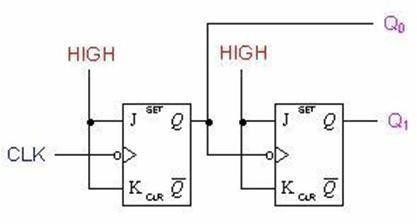 Q0
HIGH HIGH
SET SET
J Q J Q Q1
CLK
K CLR Q K CLR Q